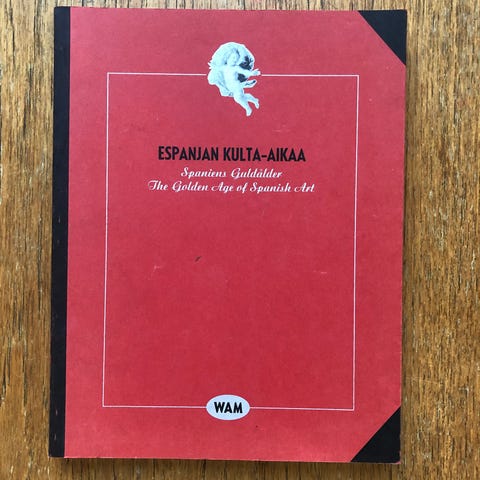 ESPANJAN KULTA-AIKAA
Spaniens Guldålder
The Golden Age of Spanish Art
WAM